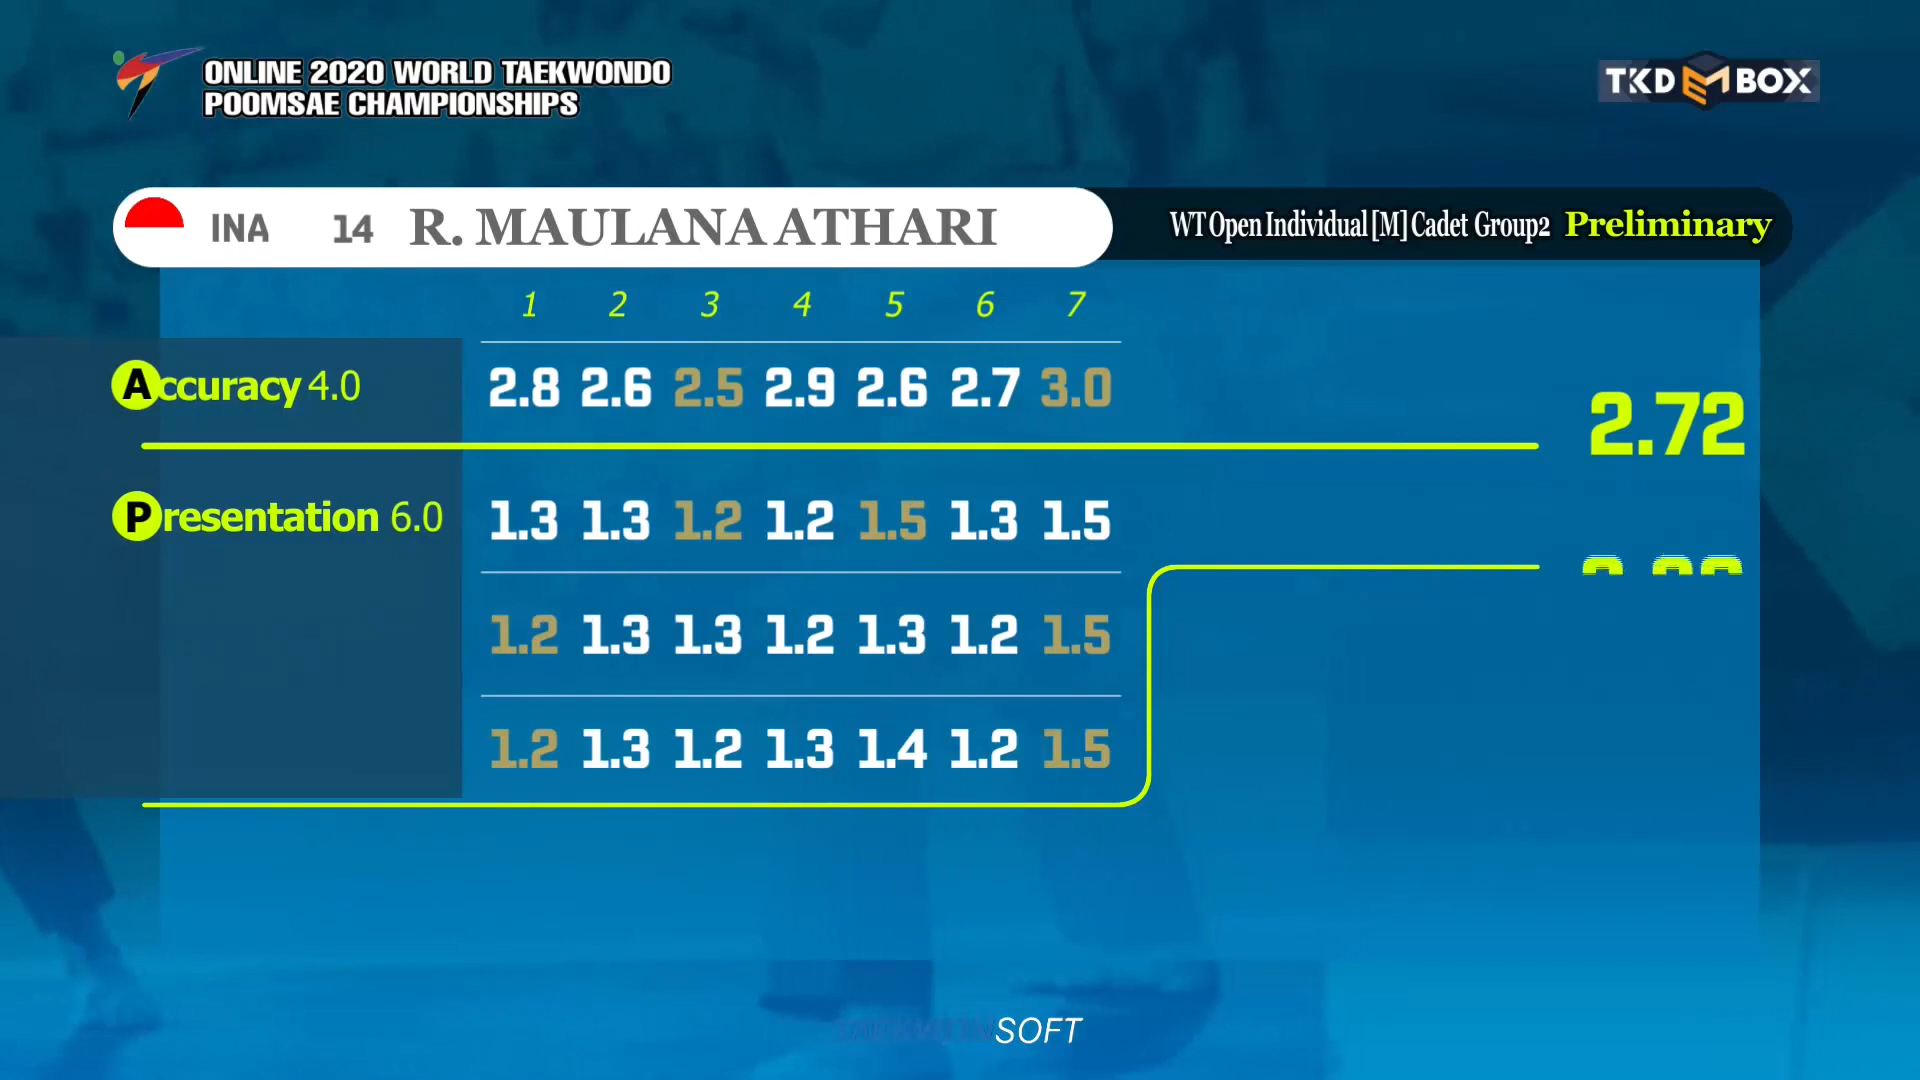 ONLINE 2020 WORLD TAEKWONDO
POOMSAE CHAMPIONSHIPS
TKD BOX
INA 14 R. MAULANA ATHARI
WT Open Individual [M] Cadet Group2 Preliminary
1 2 3 4 5 6 7
Accuracy 4.0 2.8 2.6 2.5 2.9 2.6 2.7 3.0
2.72
Presentation 6.0 1.3 1.3 1.2 1.2 1.5 1.3 1.5
1.2 1.3 1.3 1.2 1.3 1.2 1.5
1.2 1.3 1.2 1.3 1.4 1.2 1.5
SOFT